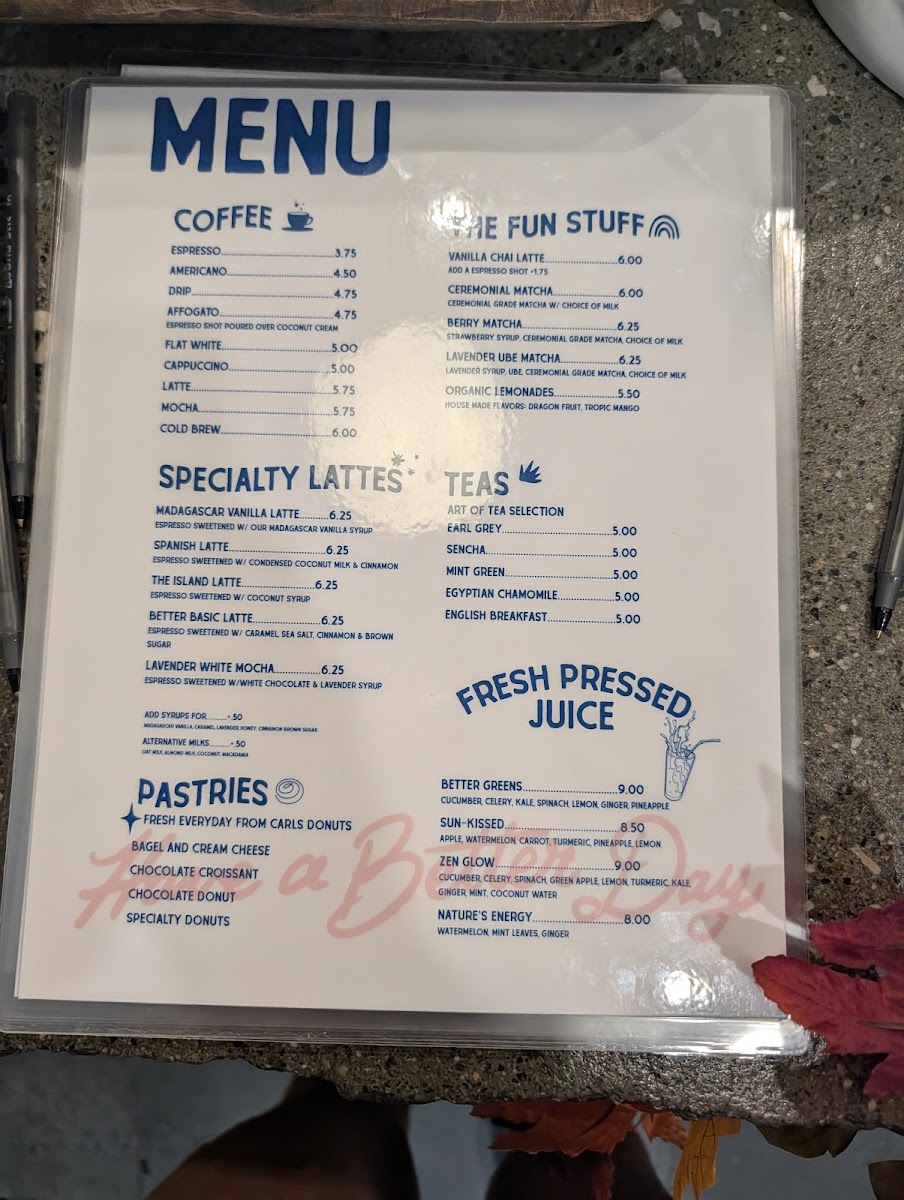 MENU
COFFEE
ESPRESSO..........3.75
AMERICANO..........4.50
DRIP..........4.75
AFFOGATO..........4.75
ESPRESSO SHOT POURED OVER COCONUT CREAM
FLAT WHITE..........5.00
CAPPUCCINO..........5.00
LATTE..........5.75
MOCHA..........5.75
COLD BREW..........6.00
SPECIALTY LATTES
MADAGASCAR VANILLA LATTE..........6.25
ESPRESSO SWEETENED W/ OUR MADAGASCAR VANILLA SYRUP
SPANISH LATTE..........6.25
ESPRESSO SWEETENED W/ CONDENSED COCONUT MILK & CINNAMON
THE ISLAND LATTE..........6.25
ESPRESSO SWEETENED W/ COCONUT SYRUP
BETTER BASIC LATTE..........6.25
ESPRESSO SWEETENED W/ CARAMEL, SEA SALT, CINNAMON & BROWN
SUGAR
LAVENDER WHITE MOCHA..........6.25
ESPRESSO SWEETENED W/WHITE CHOCOLATE & LAVENDER SYRUP
ADD SYRUPS FOR..........+.50
MADAGASCAR VANILLA, CARAMEL, LAVENDER, HONEY, CINNAMON BROWN SUGAR
ALTERNATIVE MILKS..........+.50
OAT MILK, ALMOND MILK, COCONUT, MACADAMIA
PASTRIES
FRESH EVERYDAY FROM CARLS DONUTS
BAGEL AND CREAM CHEESE
CHOCOLATE CROISSANT
CHOCOLATE DONUT
SPECIALTY DONUTS
THE FUN STUFF
VANILLA CHAI LATTE..........6.00
ADD A ESPRESSO SHOT +1.75
CEREMONIAL MATCHA..........6.00
CEREMONIAL GRADE MATCHA W/ CHOICE OF MILK
BERRY MATCHA..........6.25
STRAWBERRY SYRUP, CEREMONIAL GRADE MATCHA, CHOICE OF MILK
LAVENDER UBE MATCHA..........6.25
LAVENDER SYRUP, UBE, CEREMONIAL GRADE MATCHA, CHOICE OF MILK
ORGANIC LEMONADES..........5.50
HOUSE MADE FLAVORS: DRAGON FRUIT, TROPIC MANGO
TEAS
ART OF TEA SELECTION
EARL GREY..........5.00
SENCHA..........5.00
MINT GREEN..........5.00
EGYPTIAN CHAMOMILE..........5.00
ENGLISH BREAKFAST..........5.00
FRESH PRESSED
JUICE
BETTER GREENS..........9.00
CUCUMBER, CELERY, KALE, SPINACH, LEMON, GINGER, PINEAPPLE
SUN-KISSED..........8.50
APPLE, WATERMELON, CARROT, TURMERIC, PINEAPPLE, LEMON
ZEN GLOW..........9.00
CUCUMBER, CELERY, SPINACH, GREEN APPLE, LEMON, TURMERIC, KALE,
GINGER, MINT, COCONUT WATER
NATURE'S ENERGY..........8.00
WATERMELON, MINT LEAVES, GINGER
Have a Better Day